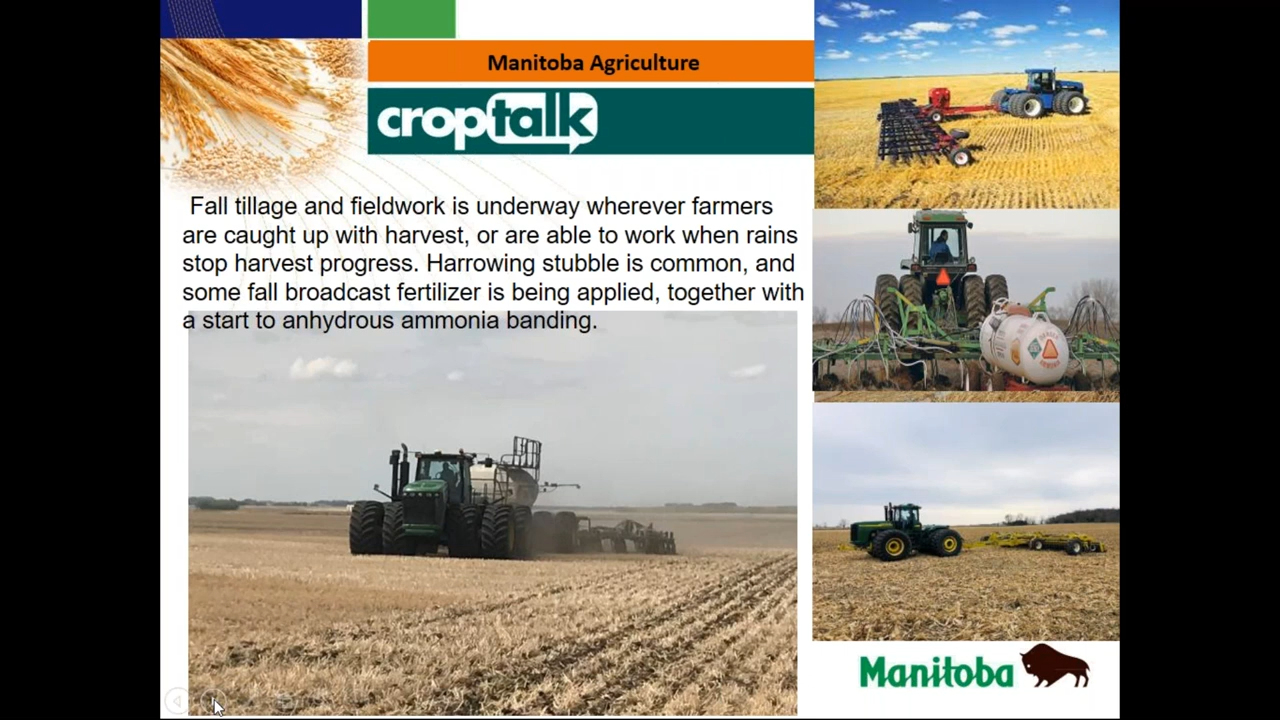 Manitoba Agriculture
croptalk
Fall tillage and fieldwork is underway wherever farmers
are caught up with harvest, or are able to work when rains
stop harvest progress. Harrowing stubble is common, and
some fall broadcast fertilizer is being applied, together with
a start to anhydrous ammonia banding.
Manitoba